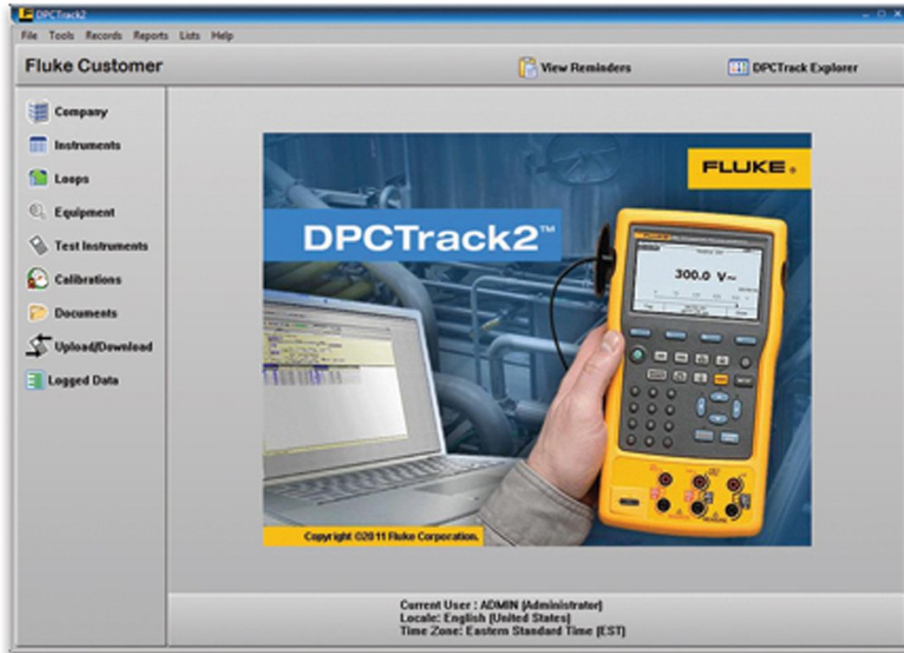 DPCTrack2
File Tools Records Reports Lists Help
Fluke Customer
View Reminders
DPCTrack Explorer
Company
Instruments
Loops
Equipment
Test Instruments
Calibrations
Documents
Upload/Download
Logged Data
FLUKE ®
DPCTrack2™
300.0 V
Copyright ©2011 Fluke Corporation.
Current User : ADMIN (Administrator)
Locale: English (United States)
Time Zone: Eastern Standard Time (EST)